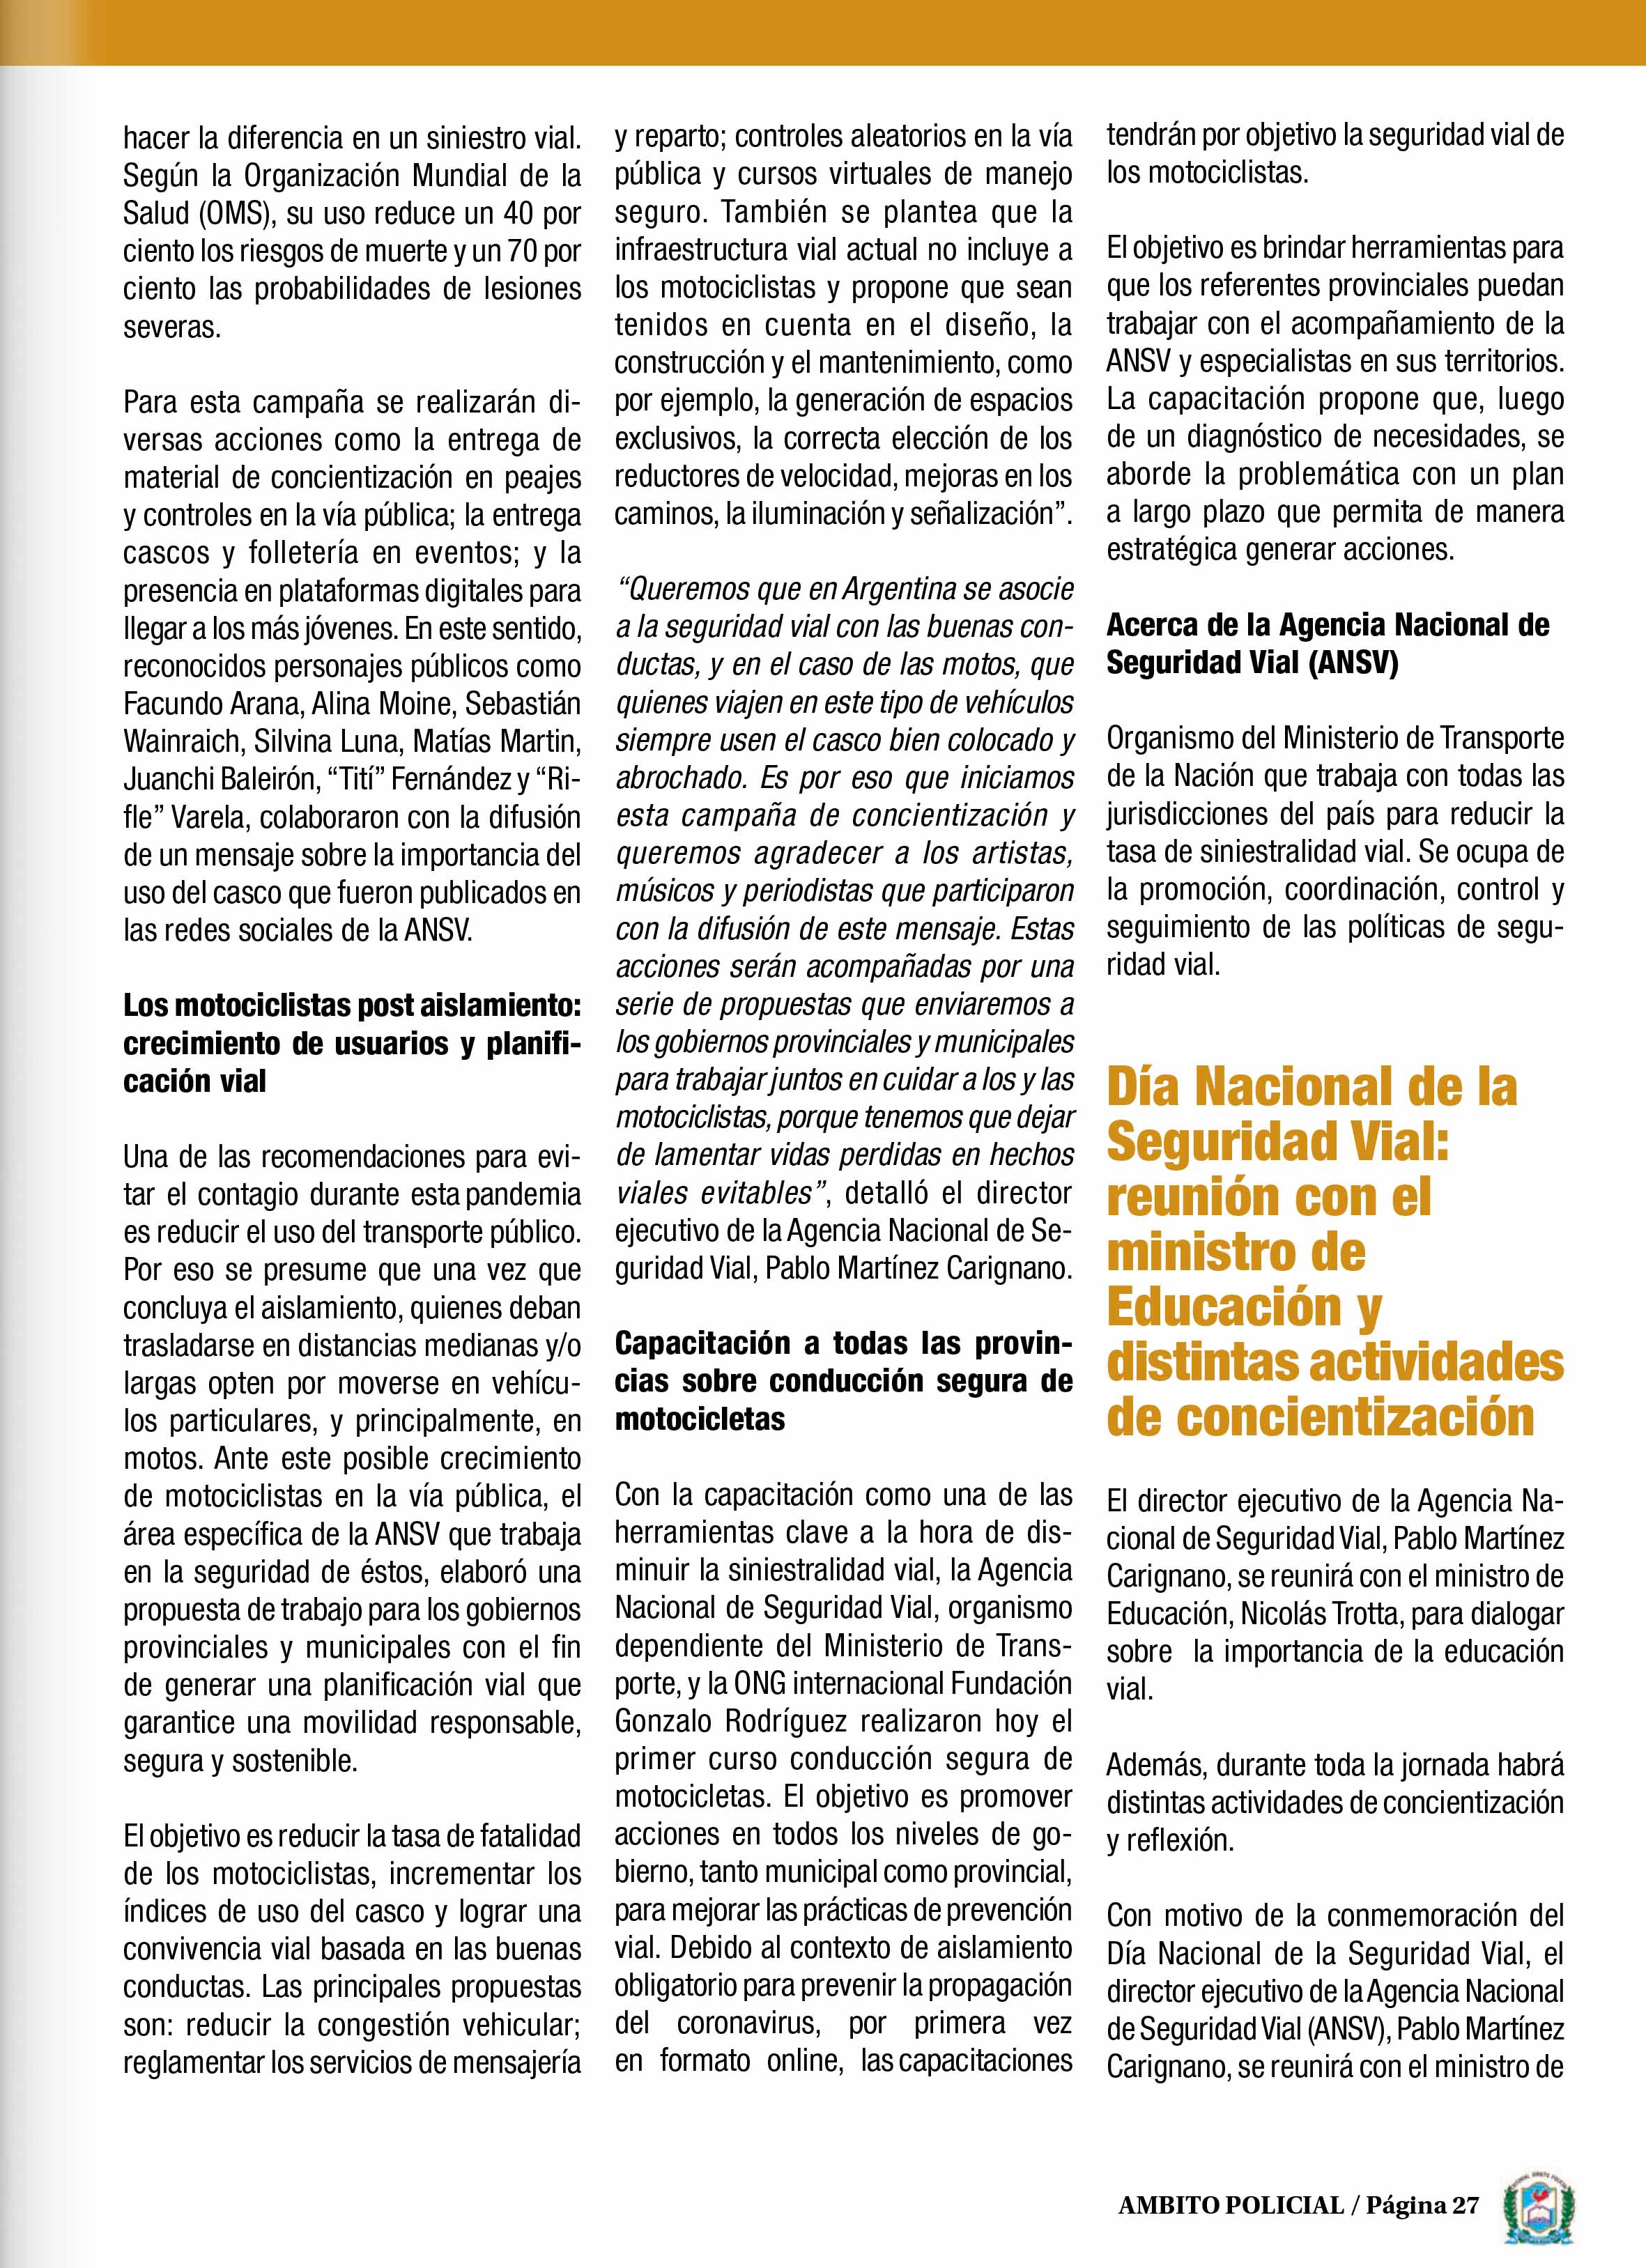 hacer la diferencia en un siniestro vial.
Según la Organización Mundial de la
Salud (OMS), su uso reduce un 40 por
ciento los riesgos de muerte y un 70 por
ciento las probabilidades de lesiones
severas.
Para esta campaña se realizarán di-
versas acciones como la entrega de
material de concientización en peajes
y controles en la vía pública; la entrega
cascos y folletería en eventos; y la
presencia en plataformas digitales para
llegar a los más jóvenes. En este sentido,
reconocidos personajes públicos como
Facundo Arana, Alina Moine, Sebastián
Wainraich, Silvina Luna, Matías Martin,
Juanchi Baleirón, “Tití” Fernández y “Ri-
fle” Varela, colaboraron con la difusión
de un mensaje sobre la importancia del
uso del casco que fueron publicados en
las redes sociales de la ANSV.
Los motociclistas post aislamiento:
crecimiento de usuarios y planifi-
cación vial
Una de las recomendaciones para evi-
tar el contagio durante esta pandemia
es reducir el uso del transporte público.
Por eso se presume que una vez que
concluya el aislamiento, quienes deban
trasladarse en distancias medianas y/o
largas opten por moverse en vehícu-
los particulares, y principalmente, en
motos. Ante este posible crecimiento
de motociclistas en la vía pública, el
área específica de la ANSV que trabaja
en la seguridad de éstos, elaboró una
propuesta de trabajo para los gobiernos
provinciales y municipales con el fin
de generar una planificación vial que
garantice una movilidad responsable,
segura y sostenible.
El objetivo es reducir la tasa de fatalidad
de los motociclistas, incrementar los
índices de uso del casco y lograr una
convivencia vial basada en las buenas
conductas. Las principales propuestas
son: reducir la congestión vehicular;
reglamentar los servicios de mensajería
y reparto; controles aleatorios en la vía
pública y cursos virtuales de manejo
seguro. También se plantea que la
infraestructura vial actual no incluye a
los motociclistas y propone que sean
tenidos en cuenta en el diseño, la
construcción y el mantenimiento, como
por ejemplo, la generación de espacios
exclusivos, la correcta elección de los
reductores de velocidad, mejoras en los
caminos, la iluminación y señalización”.
“Queremos que en Argentina se asocie
a la seguridad vial con las buenas con-
ductas, y en el caso de las motos, que
quienes viajen en este tipo de vehículos
siempre usen el casco bien colocado y
abrochado. Es por eso que iniciamos
esta campaña de concientización y
queremos agradecer a los artistas,
músicos y periodistas que participaron
con la difusión de este mensaje. Estas
acciones serán acompañadas por una
serie de propuestas que enviaremos a
los gobiernos provinciales y municipales
para trabajar juntos en cuidar a los y las
motociclistas, porque tenemos que dejar
de lamentar vidas perdidas en hechos
viales evitables”, detalló el director
ejecutivo de la Agencia Nacional de Se-
guridad Vial, Pablo Martínez Carignano.
Capacitación a todas las provin-
cias sobre conducción segura de
motocicletas
Con la capacitación como una de las
herramientas clave a la hora de dis-
minuir la siniestralidad vial, la Agencia
Nacional de Seguridad Vial, organismo
dependiente del Ministerio de Trans-
porte, y la ONG internacional Fundación
Gonzalo Rodríguez realizaron hoy el
primer curso conducción segura de
motocicletas. El objetivo es promover
acciones en todos los niveles de go-
bierno, tanto municipal como provincial,
para mejorar las prácticas de prevención
vial. Debido al contexto de aislamiento
obligatorio para prevenir la propagación
del coronavirus, por primera vez
en formato online, las capacitaciones
tendrán por objetivo la seguridad vial de
los motociclistas.
El objetivo es brindar herramientas para
que los referentes provinciales puedan
trabajar con el acompañamiento de la
ANSV y especialistas en sus territorios.
La capacitación propone que, luego
de un diagnóstico de necesidades, se
aborde la problemática con un plan
a largo plazo que permita de manera
estratégica generar acciones.
Acerca de la Agencia Nacional de
Seguridad Vial (ANSV)
Organismo del Ministerio de Transporte
de la Nación que trabaja con todas las
jurisdicciones del país para reducir la
tasa de siniestralidad vial. Se ocupa de
la promoción, coordinación, control y
seguimiento de las políticas de segu-
ridad vial.
Día Nacional de la
Seguridad Vial:
reunión con el
ministro de
Educación y
distintas actividades
de concientización
El director ejecutivo de la Agencia Na-
cional de Seguridad Vial, Pablo Martínez
Carignano, se reunirá con el ministro de
Educación, Nicolás Trotta, para dialogar
sobre la importancia de la educación
vial.
Además, durante toda la jornada habrá
distintas actividades de concientización
y reflexión.
Con motivo de la conmemoración del
Día Nacional de la Seguridad Vial, el
director ejecutivo de la Agencia Nacional
de Seguridad Vial (ANSV), Pablo Martínez
Carignano, se reunirá con el ministro de
AMBITO POLICIAL / Página 27